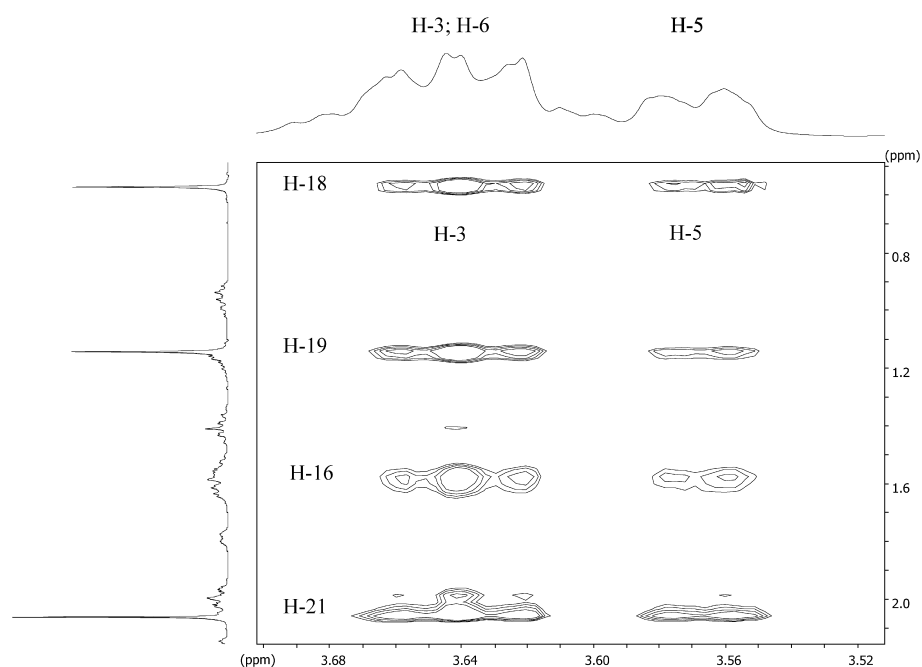 H-3; H-6 H-5
(ppm)
H-18
H-3 H-5
0.8
H-19
1.2
H-16
1.6
H-21
2.0
(ppm) 3.68 3.64 3.60 3.56 3.52